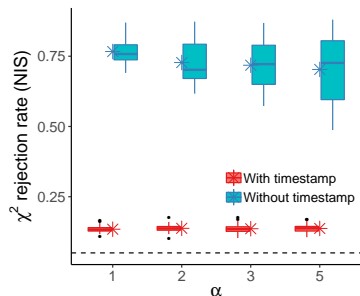 χ² rejection rate (NIS)
0.75
0.50
0.25
With timestamp
Without timestamp
1 2 3 5
α